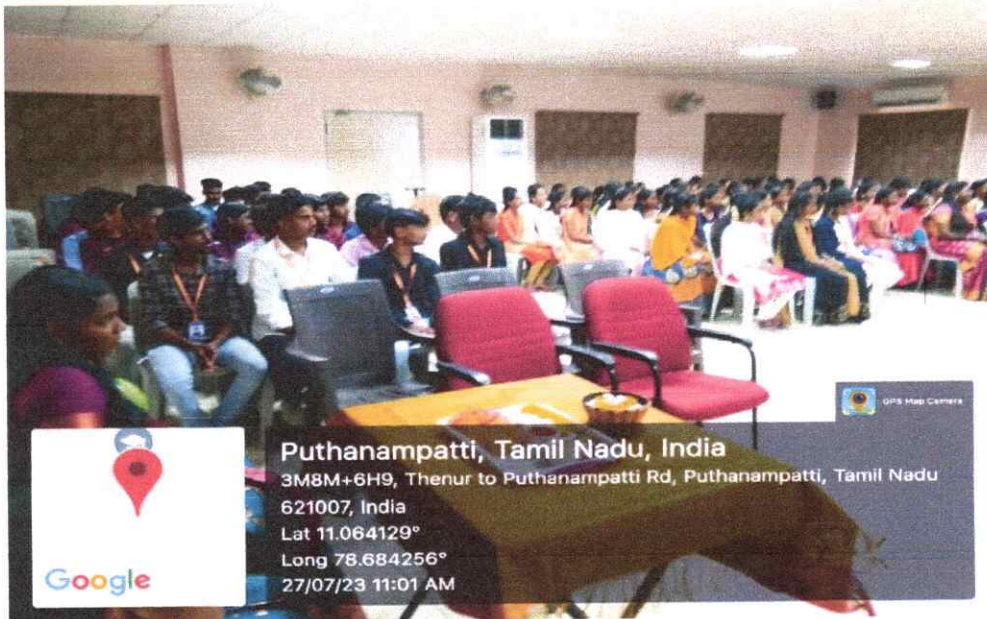 GPS Map Camera
Puthanampatti, Tamil Nadu, India
3M8M+6H9, Thenur to Puthanampatti Rd, Puthanampatti, Tamil Nadu
621007, India
Lat 11.064129°
Long 78.684256°
27/07/23 11:01 AM
Google